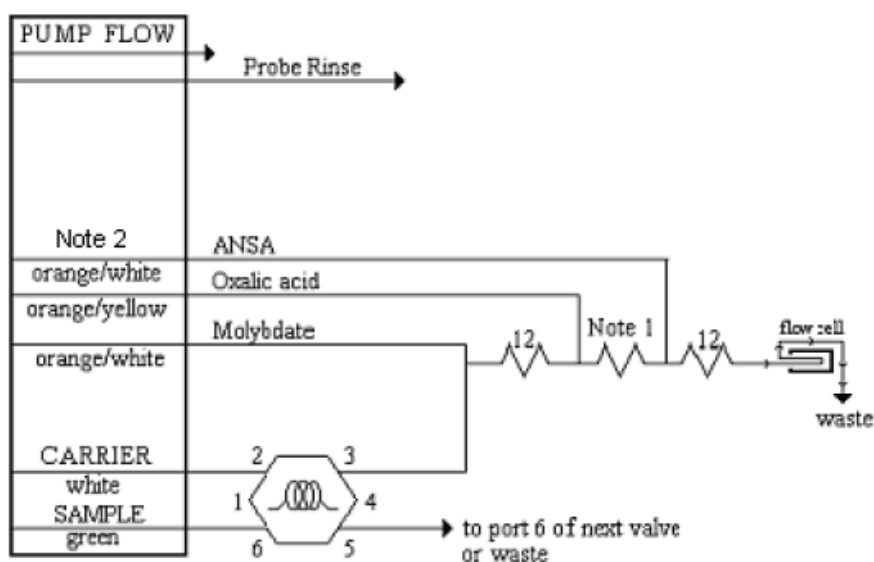 PUMP FLOW
Probe Rinse
Note 2
ANSA
orange/white
Oxalic acid
orange/yellow
Molybdate
orange/white
12
Note 1
12
flow cell
waste
CARRIER
white
SAMPLE
green
2
3
1
4
6
5
to port 6 of next valve
or waste